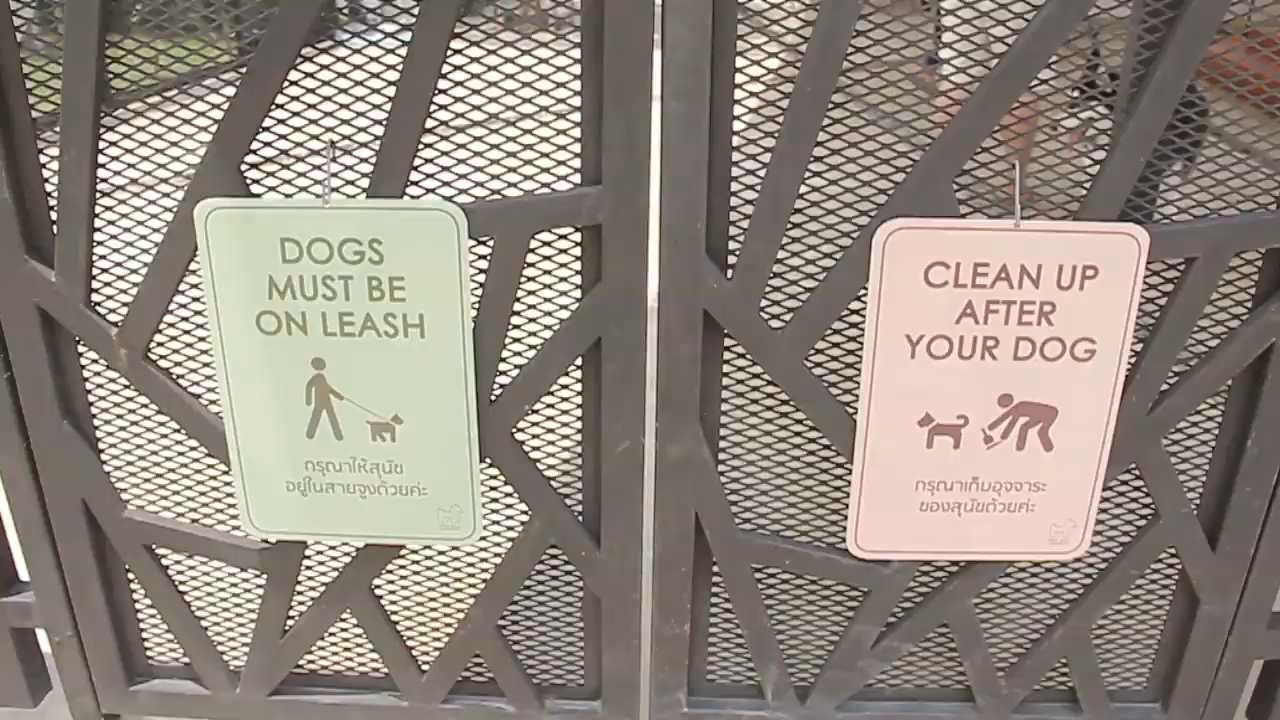 DOGS
MUST BE
ON LEASH
กรุณาให้สุนัข
อยู่ในสายจูงด้วยค่ะ
CLEAN UP
AFTER
YOUR DOG
กรุณาเก็บอุจจาระ
ของสุนัขด้วยค่ะ